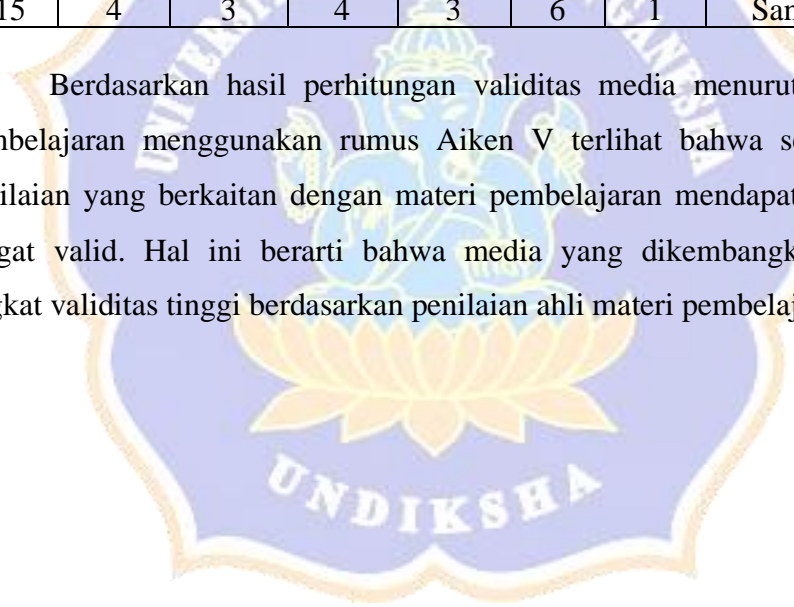 15 4 3 4 3 6 1 San
Berdasarkan hasil perhitungan validitas media menurut
mbelajaran menggunakan rumus Aiken V terlihat bahwa se
ilaian yang berkaitan dengan materi pembelajaran mendapat
gat valid. Hal ini berarti bahwa media yang dikembangk
gkat validitas tinggi berdasarkan penilaian ahli materi pembelaj
UNDIKSHA